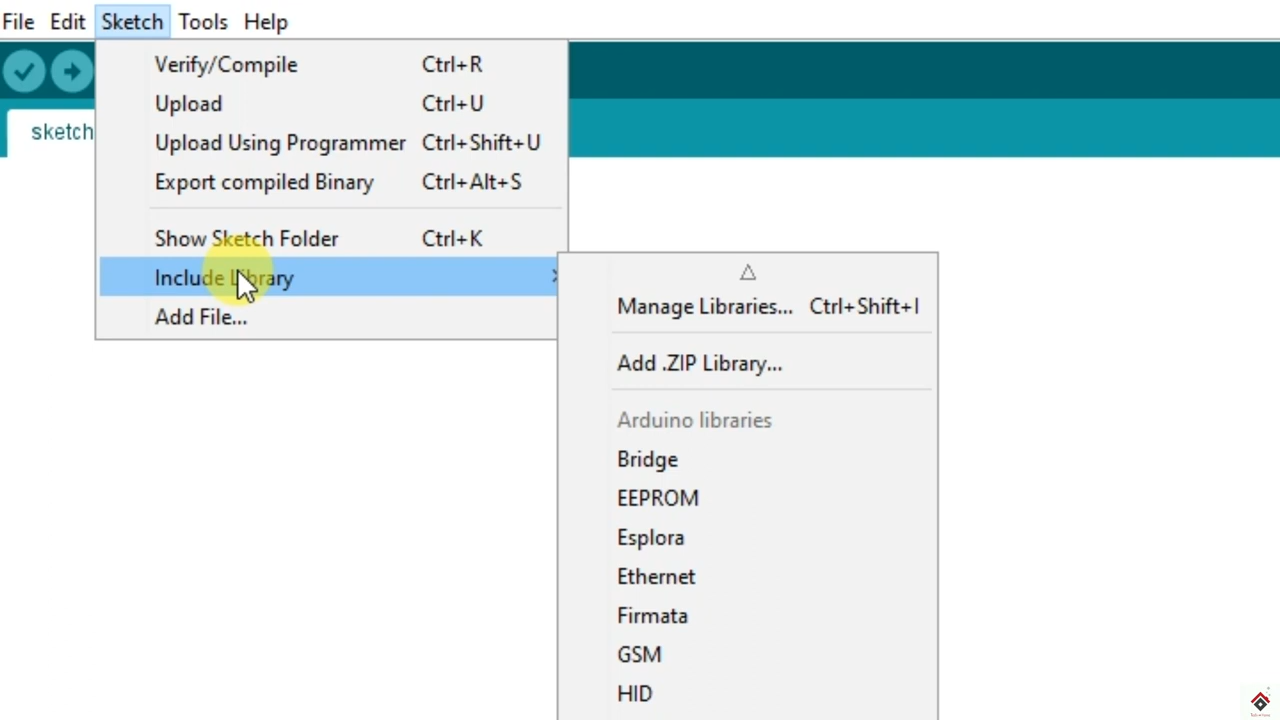 File Edit Sketch Tools Help
Verify/Compile Ctrl+R
Upload Ctrl+U
Upload Using Programmer Ctrl+Shift+U
Export compiled Binary Ctrl+Alt+S
sketch
Show Sketch Folder Ctrl+K
Include Library
Add File...
Manage Libraries... Ctrl+Shift+I
Add .ZIP Library...
Arduino libraries
Bridge
EEPROM
Esplora
Ethernet
Firmata
GSM
HID